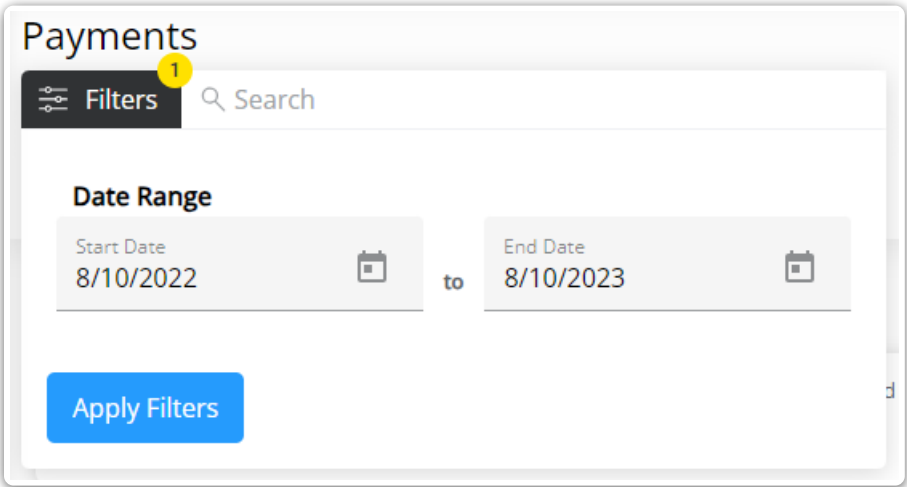 Payments
1
Filters
Search
Date Range
Start Date
8/10/2022
to
End Date
8/10/2023
Apply Filters
d